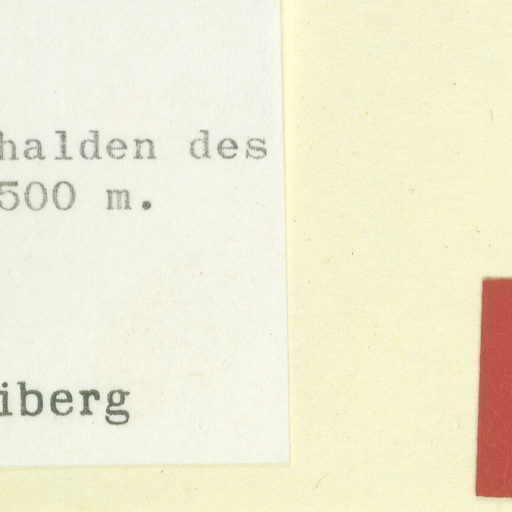 halden des
500 m.
iberg